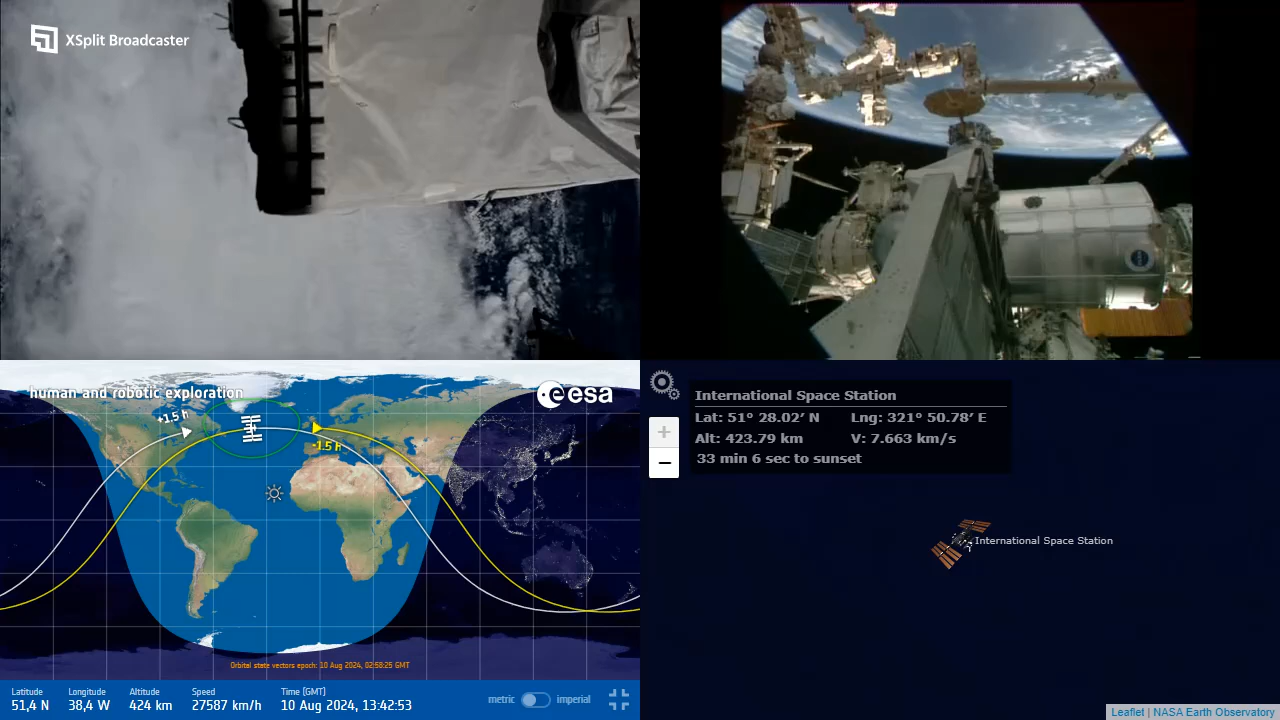 XSplit Broadcaster
human and robotic exploration
esa
+1.5 h
-1.5 h
Orbital state vectors epoch: 10 Aug 2024, 02:58:25 GMT
Latitude Longitude Altitude Speed Time (GMT)
51,4 N 38,4 W 424 km 27587 km/h 10 Aug 2024, 13:42:53
metric imperial
+
−
International Space Station
Lat: 51° 28.02′ N Lng: 321° 50.78′ E
Alt: 423.79 km V: 7.663 km/s
33 min 6 sec to sunset
International Space Station
Leaflet | NASA Earth Observatory